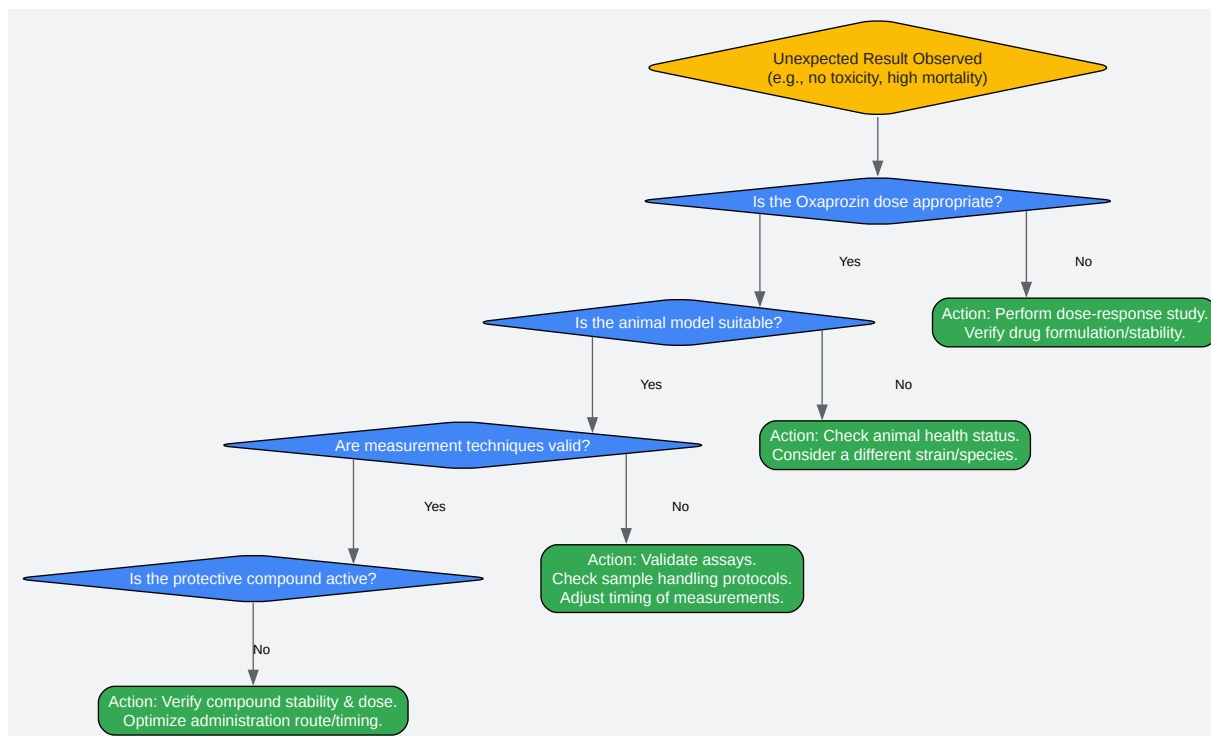 Unexpected Result Observed
(e.g., no toxicity, high mortality)
Is the Oxaprozin dose appropriate?
Yes
No
Action: Perform dose-response study.
Verify drug formulation/stability.
Is the animal model suitable?
Yes
No
Action: Check animal health status.
Consider a different strain/species.
Are measurement techniques valid?
Yes
No
Action: Validate assays.
Check sample handling protocols.
Adjust timing of measurements.
Is the protective compound active?
No
Action: Verify compound stability & dose.
Optimize administration route/timing.